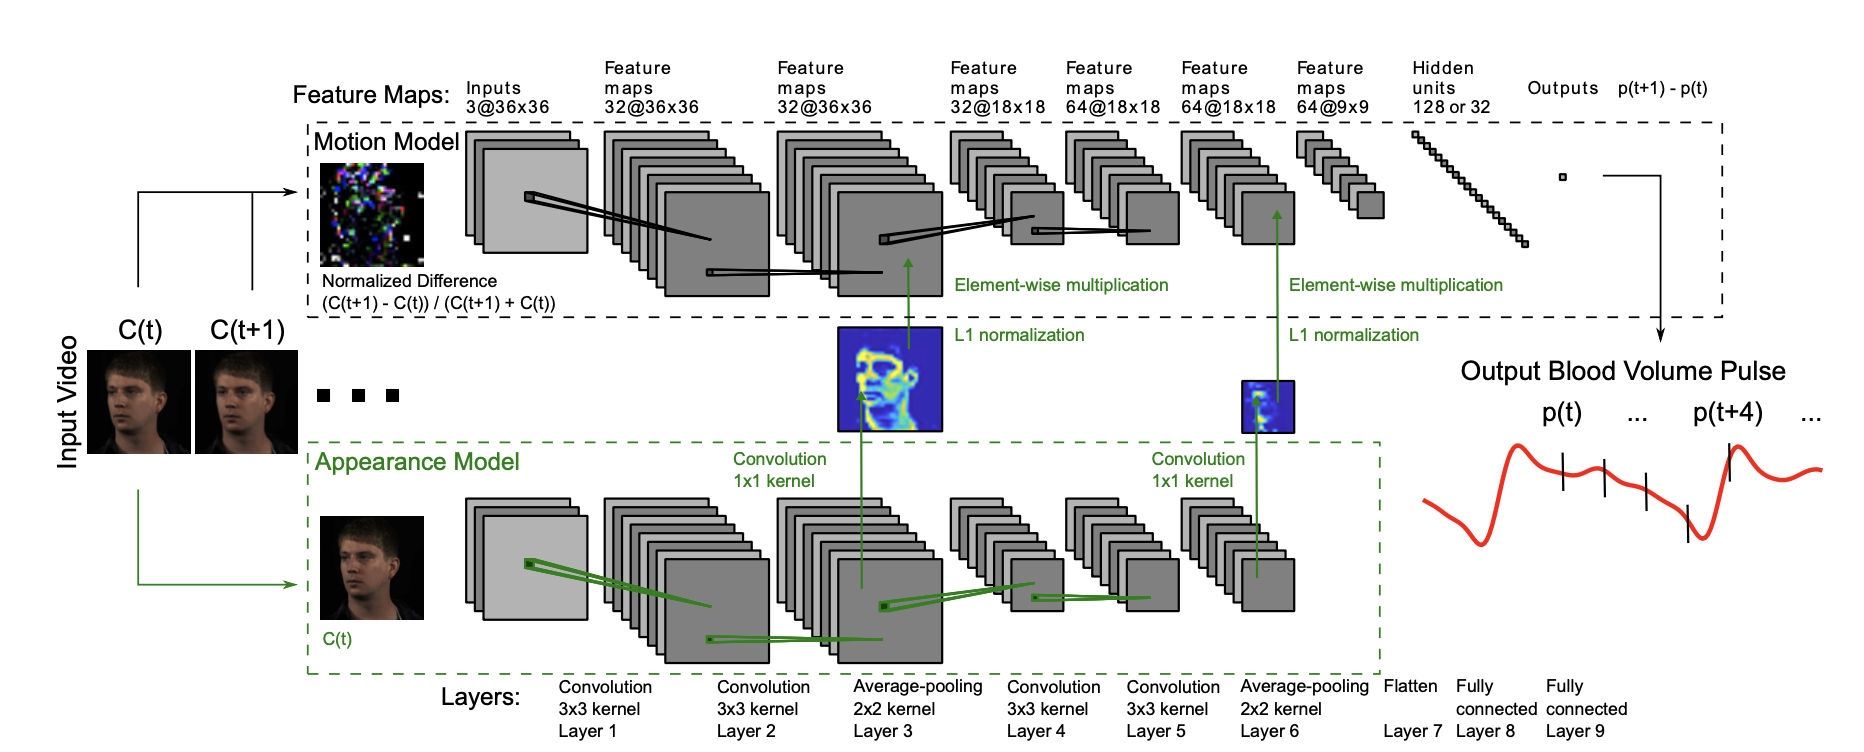 Feature Maps:
Inputs
3@36x36
Feature
maps
32@36x36
Feature
maps
32@36x36
Feature
maps
32@18x18
Feature
maps
64@18x18
Feature
maps
64@18x18
Feature
maps
64@9x9
Hidden
units
128 or 32
Outputs
p(t+1) - p(t)
Motion Model
Normalized Difference
(C(t+1) - C(t)) / (C(t+1) + C(t))
Element-wise multiplication
Element-wise multiplication
L1 normalization
L1 normalization
Input Video
C(t)
C(t+1)
Output Blood Volume Pulse
p(t)
...
p(t+4)
...
Appearance Model
Convolution
1x1 kernel
Convolution
1x1 kernel
C(t)
Layers:
Convolution
3x3 kernel
Layer 1
Convolution
3x3 kernel
Layer 2
Average-pooling
2x2 kernel
Layer 3
Convolution
3x3 kernel
Layer 4
Convolution
3x3 kernel
Layer 5
Average-pooling
2x2 kernel
Layer 6
Flatten
Layer 7
Fully
connected
Layer 8
Fully
connected
Layer 9